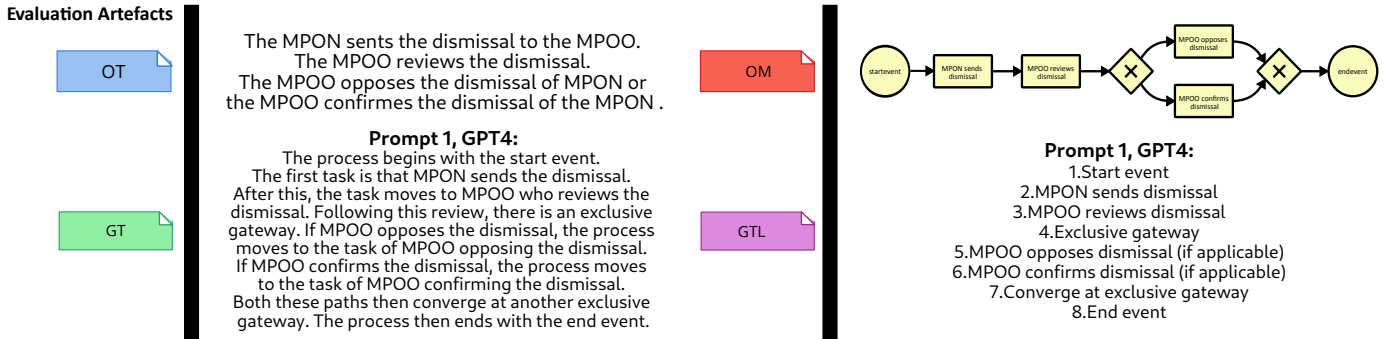 Evaluation Artefacts
OT
The MPON sents the dismissal to the MPOO.
The MPOO reviews the dismissal.
The MPOO opposes the dismissal of MPON or
the MPOO confirmes the dismissal of the MPON .
GT
Prompt 1, GPT4:
The process begins with the start event.
The first task is that MPON sends the dismissal.
After this, the task moves to MPOO who reviews the
dismissal. Following this review, there is an exclusive
gateway. If MPOO opposes the dismissal, the process
moves to the task of MPOO opposing the dismissal.
If MPOO confirms the dismissal, the process moves
to the task of MPOO confirming the dismissal.
Both these paths then converge at another exclusive
gateway. The process then ends with the end event.
OM
startevent
MPON sends
dismissal
MPOO reviews
dismissal
MPOO opposes
dismissal
MPOO confirms
dismissal
endevent
GTL
Prompt 1, GPT4:
1.Start event
2.MPON sends dismissal
3.MPOO reviews dismissal
4.Exclusive gateway
5.MPOO opposes dismissal (if applicable)
6.MPOO confirms dismissal (if applicable)
7.Converge at exclusive gateway
8.End event